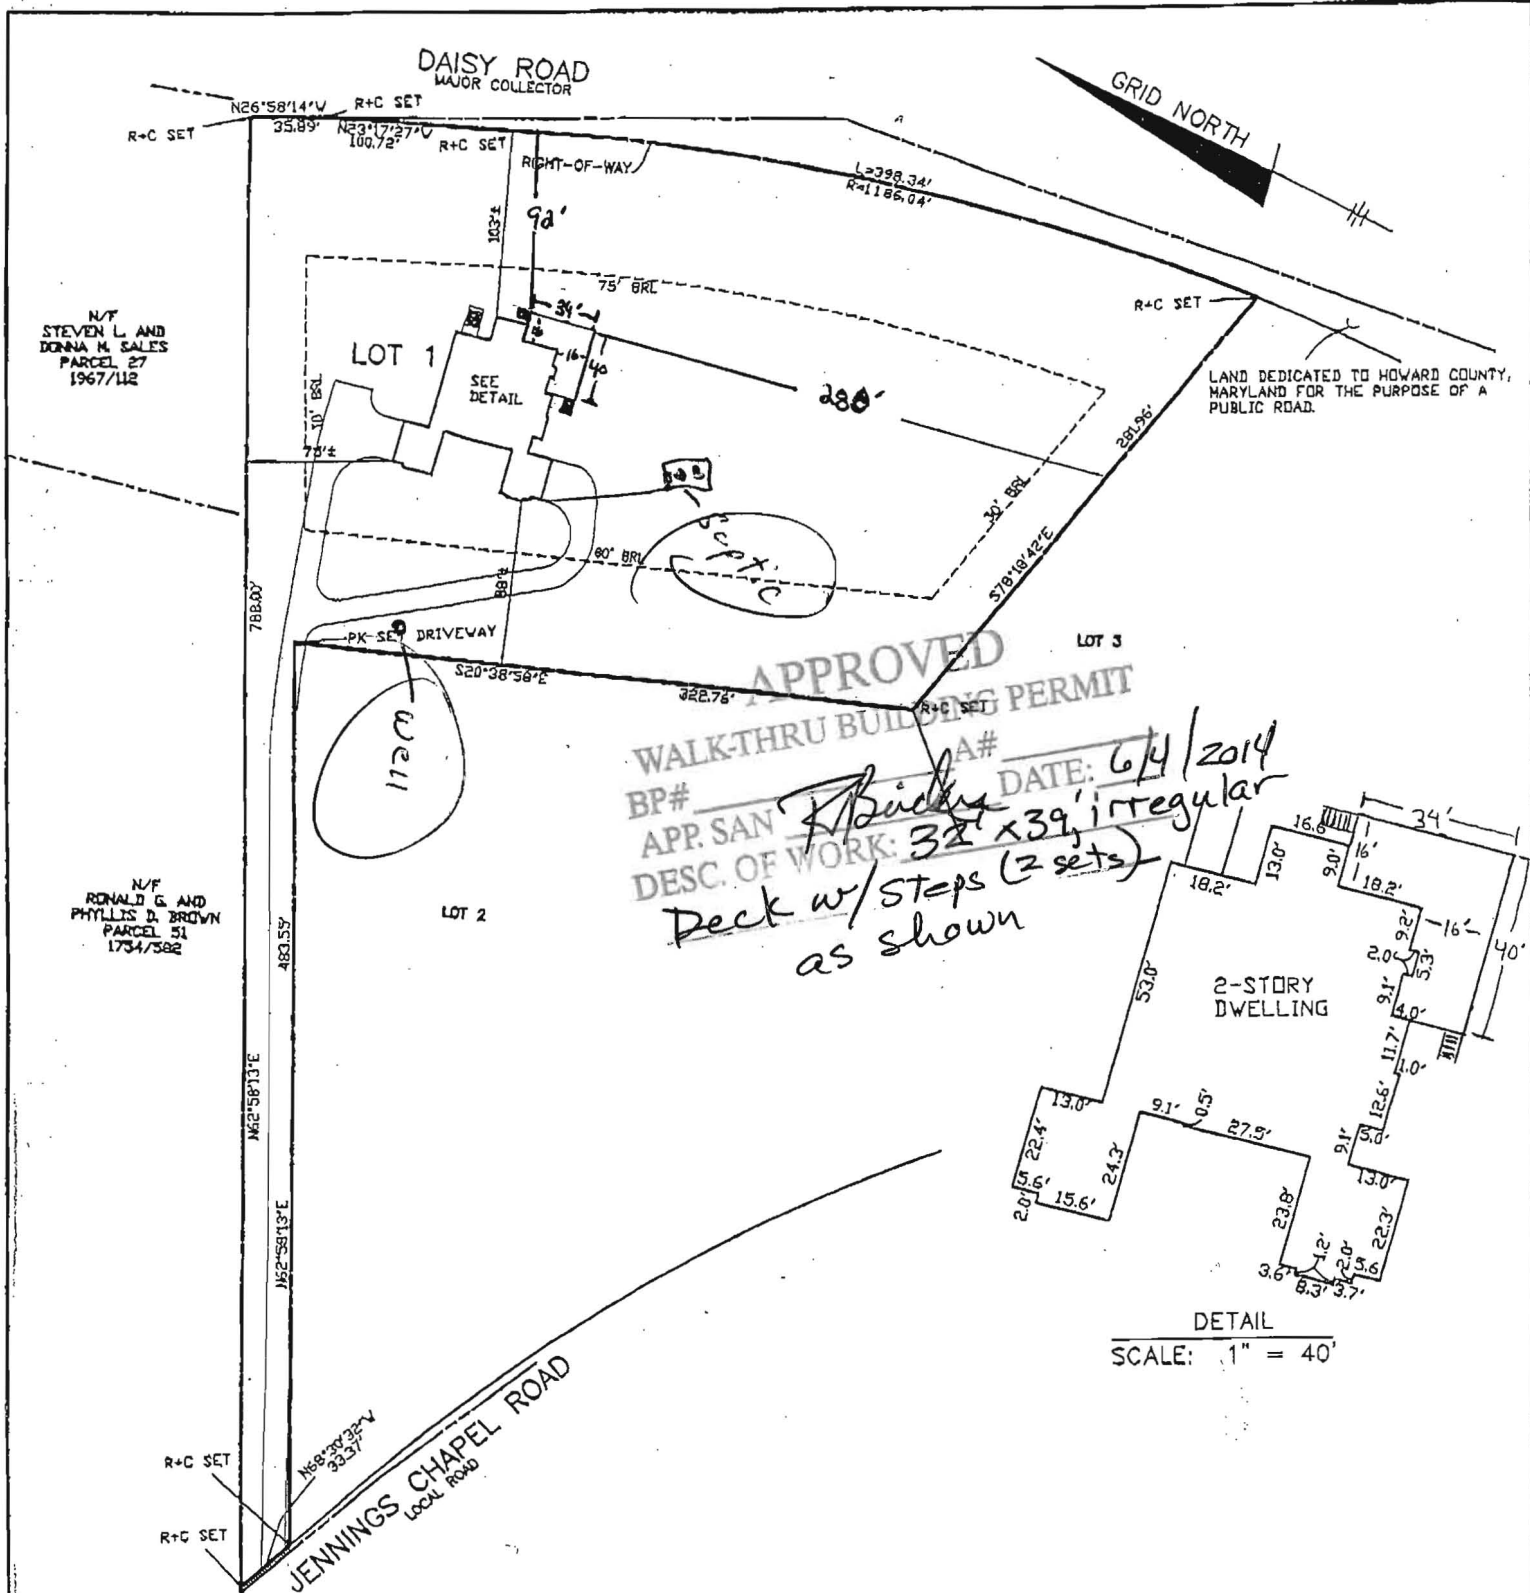 DAISY ROAD
MAJOR COLLECTOR
GRID NORTH
N26°58'14"W
35.89'
R+C SET
R+C SET
N23°17'27"W
100.72'
R+C SET
RIGHT-OF-WAY
L=398.34'
R=1186.04'
103'±
92'
75' BRL
R+C SET
N/F
STEVEN L. AND
DONNA M. SALES
PARCEL 27
1967/112
LOT 1
SEE
DETAIL
34'
16
40
LAND DEDICATED TO HOWARD COUNTY,
MARYLAND FOR THE PURPOSE OF A
PUBLIC ROAD.
10' BRL
75'±
281.96'
30' BRL
S78°18'42"E
Septic
60' BRL
88'±
788.00'
PK SET
DRIVEWAY
S20°38'58"E
322.76'
R+C SET
LOT 3
Well
APPROVED
WALK-THRU BUILDING PERMIT
BP#
A#
APP. SAN
DATE: 6/4/2014
DESC. OF WORK: 32' x39', irregular
Deck w/ Steps (2 sets)
as shown
N/F
RONALD G. AND
PHYLLIS D. BROWN
PARCEL 51
1734/582
LOT 2
483.55'
N62°58'13"E
N62°58'13"E
16.6'
34'
13.0'
9.0'
16'
18.2'
18.2'
9.2'
16'
2.0'
5.3'
40'
53.0'
2-STORY
DWELLING
9.1'
4.0'
11.7'
1.0'
12.6'
13.0'
9.1'
0.5'
27.5'
9.1'
5.0'
22.4'
24.3'
13.0'
5.6'
2.0'
15.6'
23.8'
22.3'
1.2'
2.0'
5.6
3.6'
8.3'
3.7'
DETAIL
SCALE: 1" = 40'
N68°30'32"W
33.37'
R+C SET
R+C SET
JENNINGS CHAPEL ROAD
LOCAL ROAD